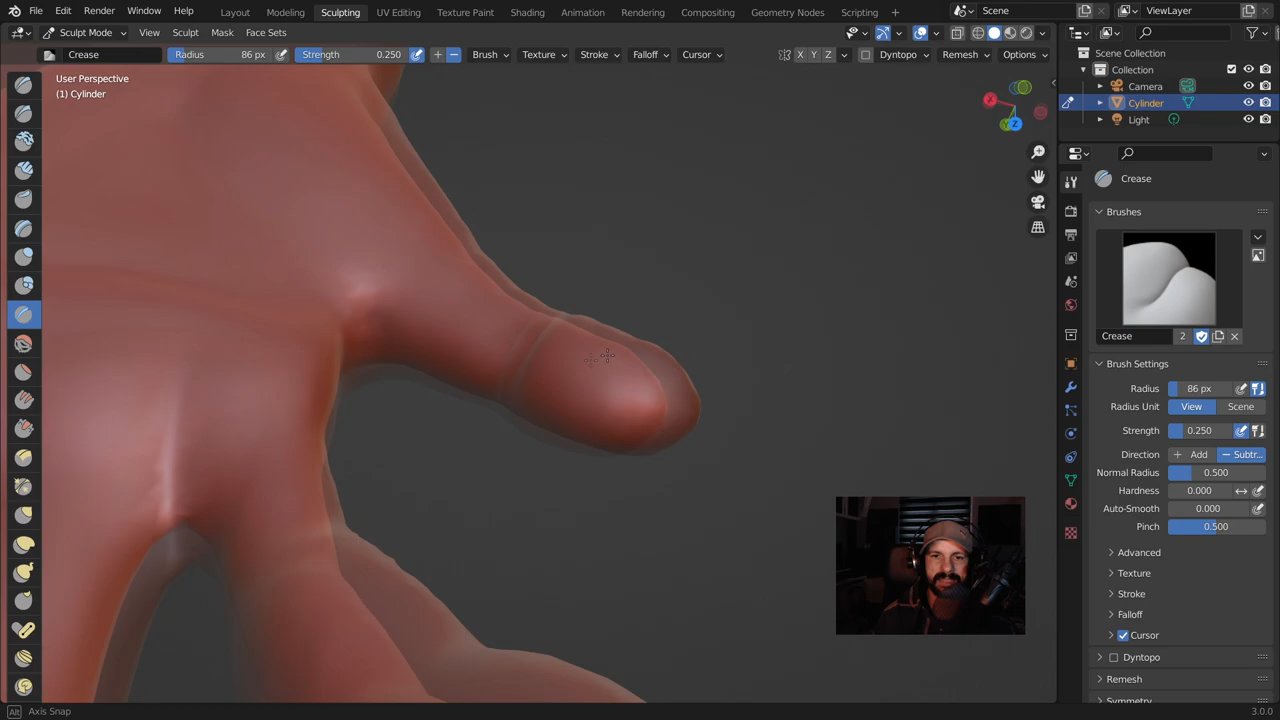 File Edit Render Window Help Layout Modeling Sculpting UV Editing Texture Paint Shading Animation Rendering Compositing Geometry Nodes Scripting + Scene ViewLayer
Sculpt Mode View Sculpt Mask Face Sets
Crease Radius 86 px Strength 0.250 + − Brush Texture Stroke Falloff Cursor X Y Z Dyntopo Remesh Options
User Perspective
(1) Cylinder
X
Y
Z
Scene Collection
Collection
Camera
Cylinder
Light
Crease
Brushes
Crease 2
Brush Settings
Radius 86 px
Radius Unit View Scene
Strength 0.250
Direction + Add − Subtr...
Normal Radius 0.500
Hardness 0.000
Auto-Smooth 0.000
Pinch 0.500
Advanced
Texture
Stroke
Falloff
Cursor
Dyntopo
Remesh
Symmetry
Alt Axis Snap
3.0.0